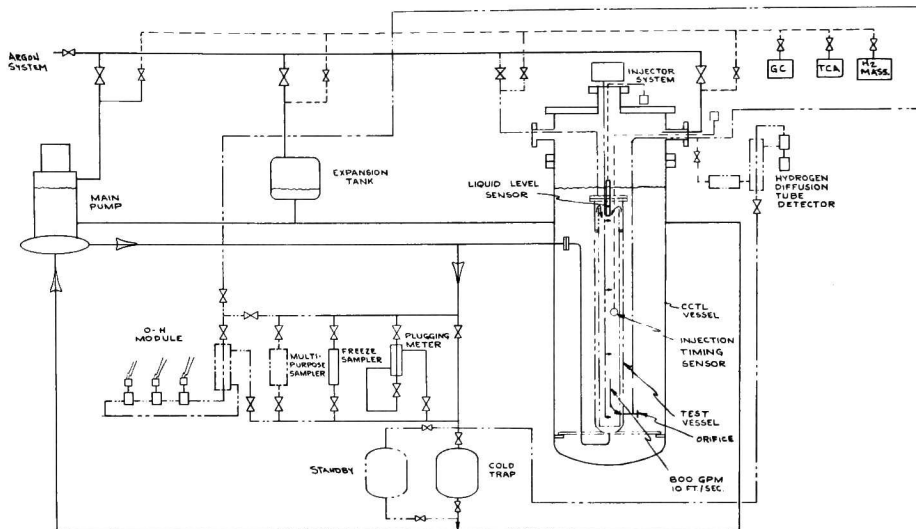 ARGON
SYSTEM
GC
TCA
H2
MASS.
INJECTOR
SYSTEM
MAIN
PUMP
EXPANSION
TANK
LIQUID LEVEL
SENSOR
HYDROGEN
DIFFUSION
TUBE
DETECTOR
CCTL
VESSEL
INJECTION
TIMING
SENSOR
O-H
MODULE
MULTI-
PURPOSE
SAMPLER
FREEZE
SAMPLER
PLUGGING
METER
TEST
VESSEL
ORIFICE
STANDBY
COLD
TRAP
800 GPM
10 FT/SEC.